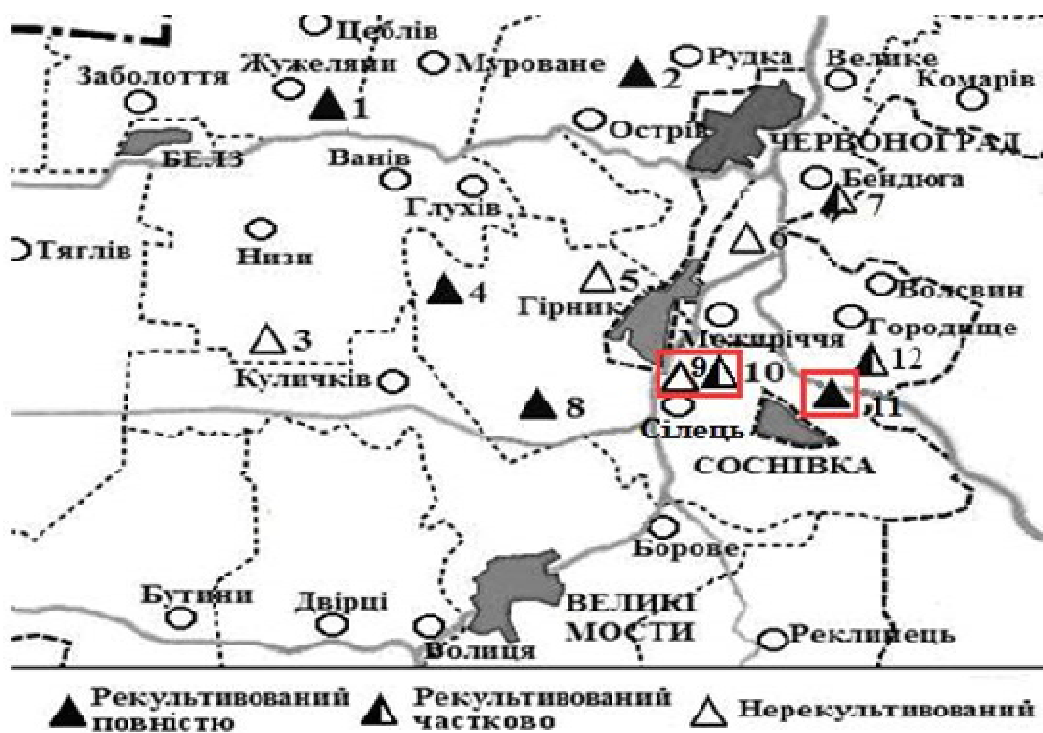 Цеблів
Рудка
Велике
Заболоття
Жужеляни
Муроване
2
Комарів
1
Острів
ЧЕРВОНОГРАД
БЕЛЗ
Ванів
Бендюга
7
Глухів
Тяглів
Низи
6
4
5
Гірник
Волсвин
Городище
3
Межиріччя
12
9
10
Куличків
8
11
Сілець
СОСНІВКА
Борове
Бутини
Двірці
ВЕЛИКІ
МОСТИ
Волиця
Реклинець
Рекультивований
повністю
Рекультивований
частково
Нерекультивований